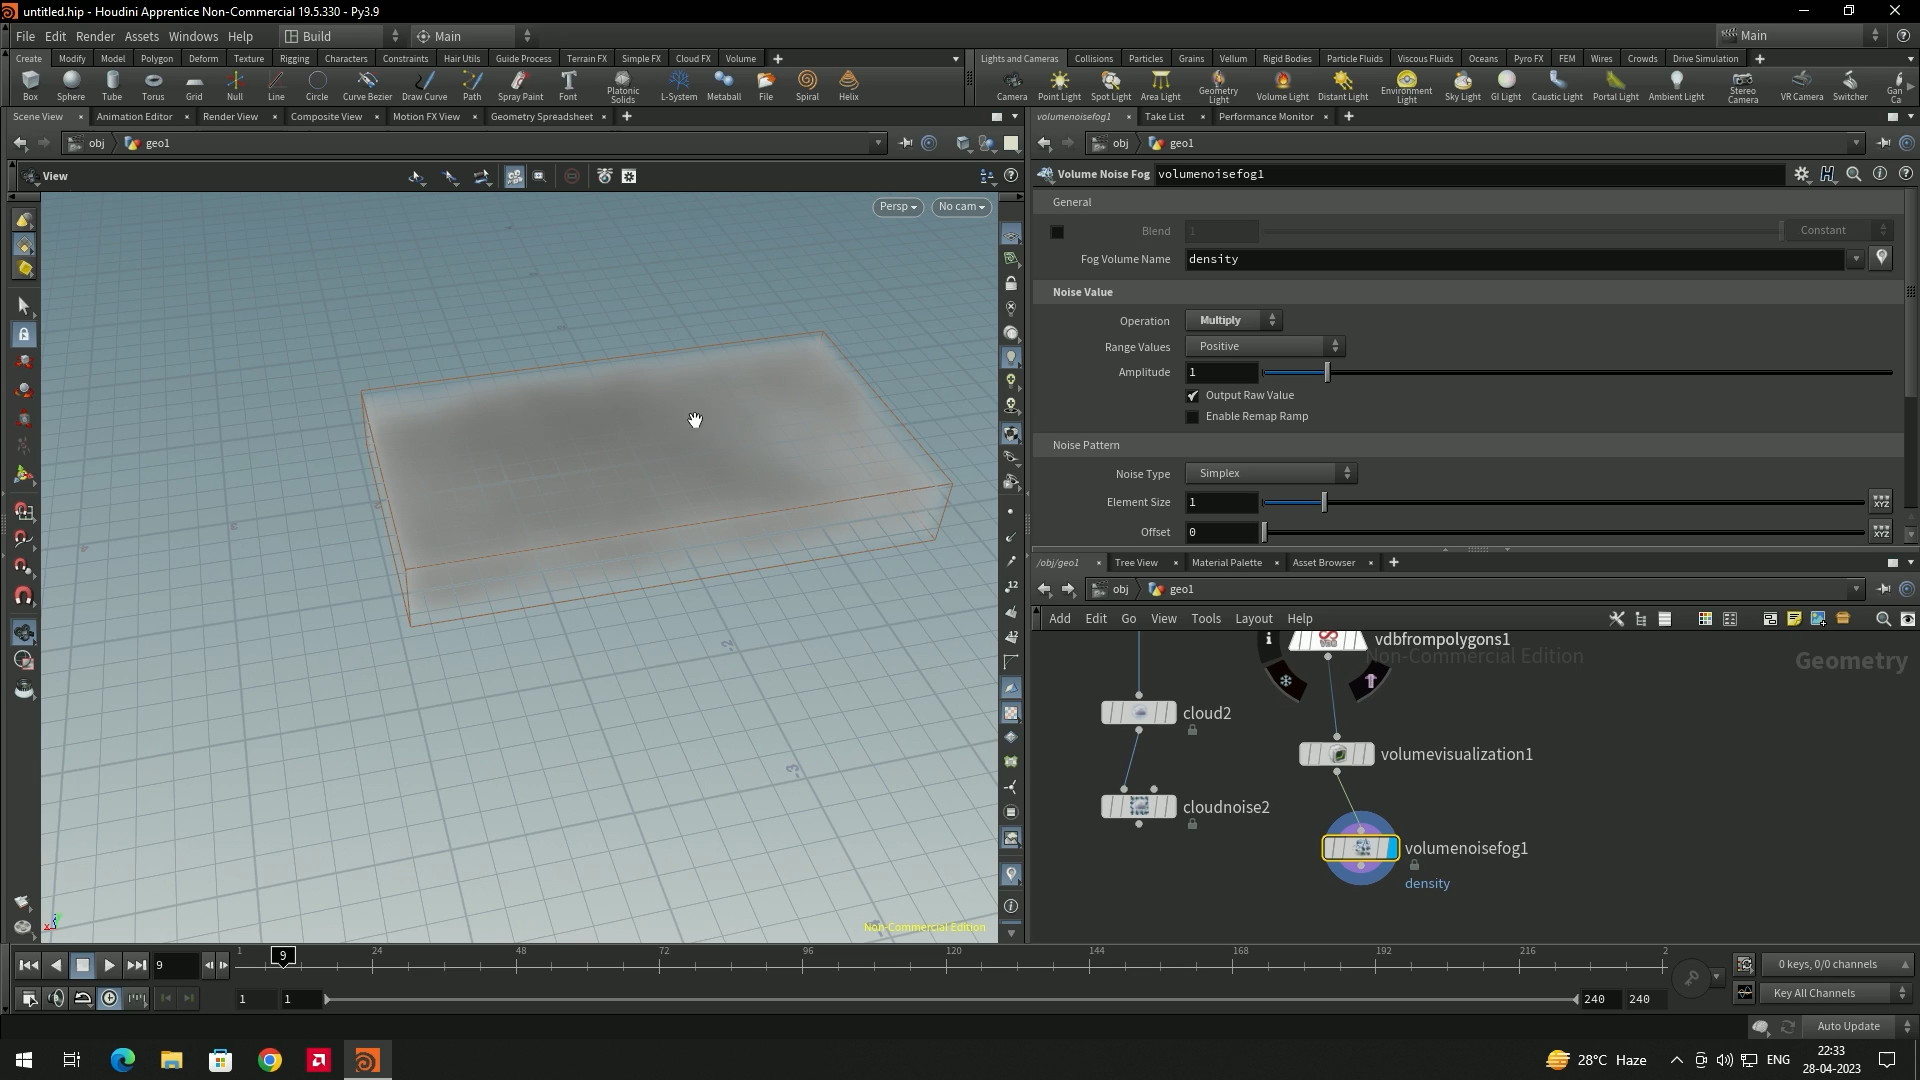 untitled.hip - Houdini Apprentice Non-Commercial 19.5.330 - Py3.9
File Edit Render Assets Windows Help Build Main Main
Create Modify Model Polygon Deform Texture Rigging Characters Constraints Hair Utils Guide Process Terrain FX Simple FX Cloud FX Volume
Lights and Cameras Collisions Particles Grains Vellum Rigid Bodies Particle Fluids Viscous Fluids Oceans Pyro FX FEM Wires Crowds Drive Simulation
Box Sphere Tube Torus Grid Null Line Circle Curve Bezier Draw Curve Path Spray Paint Font Platonic Solids L-System Metaball File Spiral Helix
Camera Point Light Spot Light Area Light Geometry Light Volume Light Distant Light Environment Light Sky Light GI Light Caustic Light Portal Light Ambient Light Stereo Camera VR Camera Switcher Gan Ca
Scene View Animation Editor Render View Composite View Motion FX View Geometry Spreadsheet
volumenoisefog1 Take List Performance Monitor
obj geo1
obj geo1
View
Persp No cam
Volume Noise Fog volumenoisefog1
General
Blend 1 Constant
Fog Volume Name density
Noise Value
Operation Multiply
Range Values Positive
Amplitude 1
Output Raw Value
Enable Remap Ramp
Noise Pattern
Noise Type Simplex
Element Size 1
XYZ
Offset 0
XYZ
/obj/geo1 Tree View Material Palette Asset Browser
obj geo1
Add Edit Go View Tools Layout Help
vdbfrompolygons1
Non-Commercial Edition
Geometry
cloud2
volumevisualization1
cloudnoise2
volumenoisefog1
density
Non-Commercial Edition
12
12
1 24 48 72 96 120 144 168 192 216 2
9
9
0 keys, 0/0 channels
1 1 240 240
Key All Channels
Auto Update
28°C Haze ENG
22:33
28-04-2023